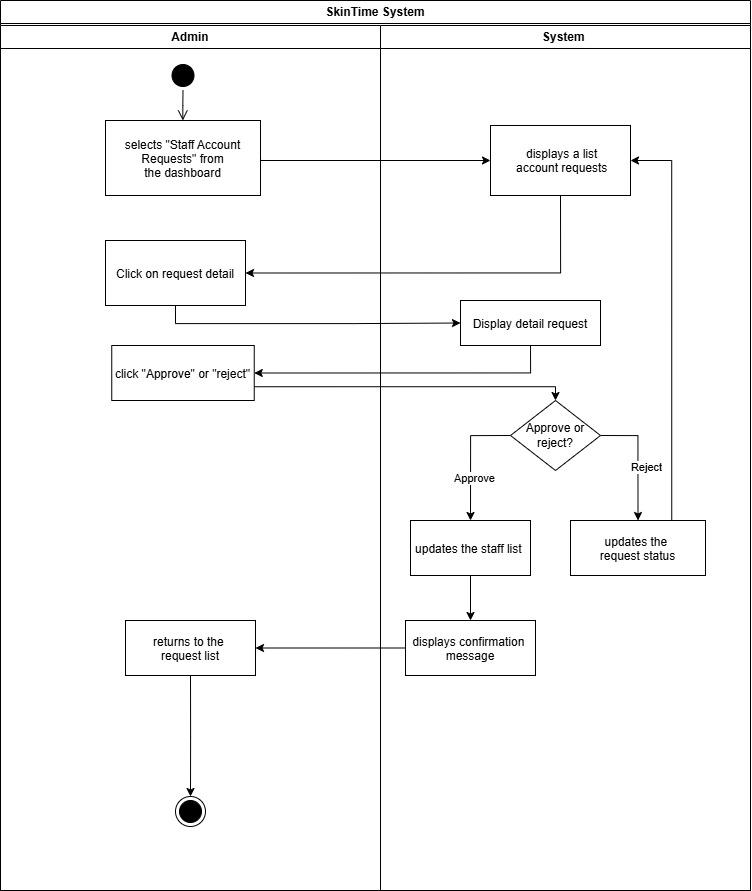 SkinTime System
Admin
System
selects "Staff Account
Requests" from
the dashboard
displays a list
account requests
Click on request detail
Display detail request
click "Approve" or "reject"
Approve or
reject?
Approve
Reject
updates the staff list
updates the
request status
returns to the
request list
displays confirmation
message